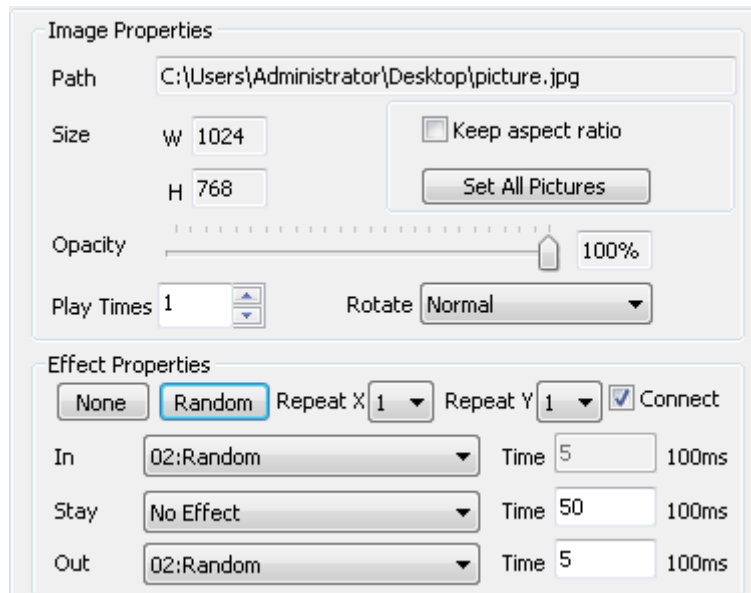 Image Properties
Path C:\Users\Administrator\Desktop\picture.jpg
Size W 1024 Keep aspect ratio
H 768 Set All Pictures
Opacity 100%
Play Times 1 Rotate Normal
Effect Properties
None Random Repeat X 1 Repeat Y 1 Connect
In 02:Random Time 5 100ms
Stay No Effect Time 50 100ms
Out 02:Random Time 5 100ms